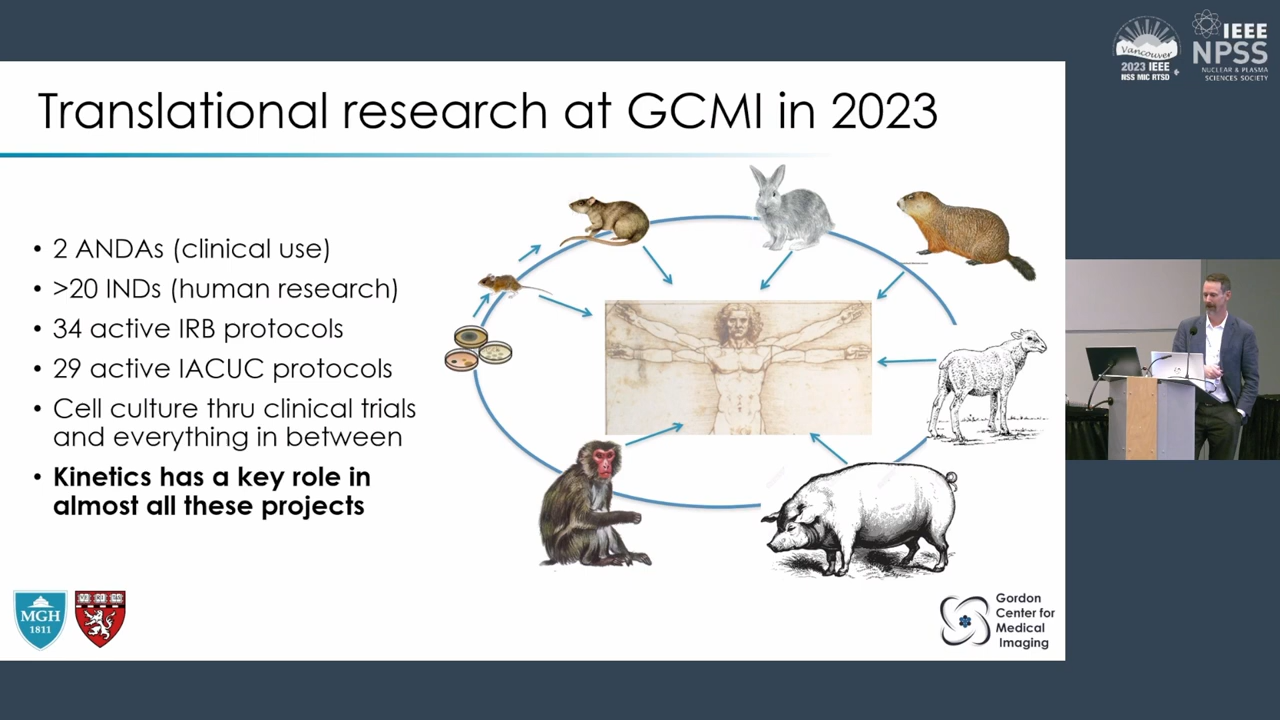 Vancouver
2023 IEEE
NSS MIC RTSD
IEEE
NPSS
NUCLEAR & PLASMA
SCIENCES SOCIETY
Translational research at GCMI in 2023
• 2 ANDAs (clinical use)
• >20 INDs (human research)
• 34 active IRB protocols
• 29 active IACUC protocols
• Cell culture thru clinical trials
and everything in between
• Kinetics has a key role in
almost all these projects
MGH
1811
Gordon
Center for
Medical
Imaging